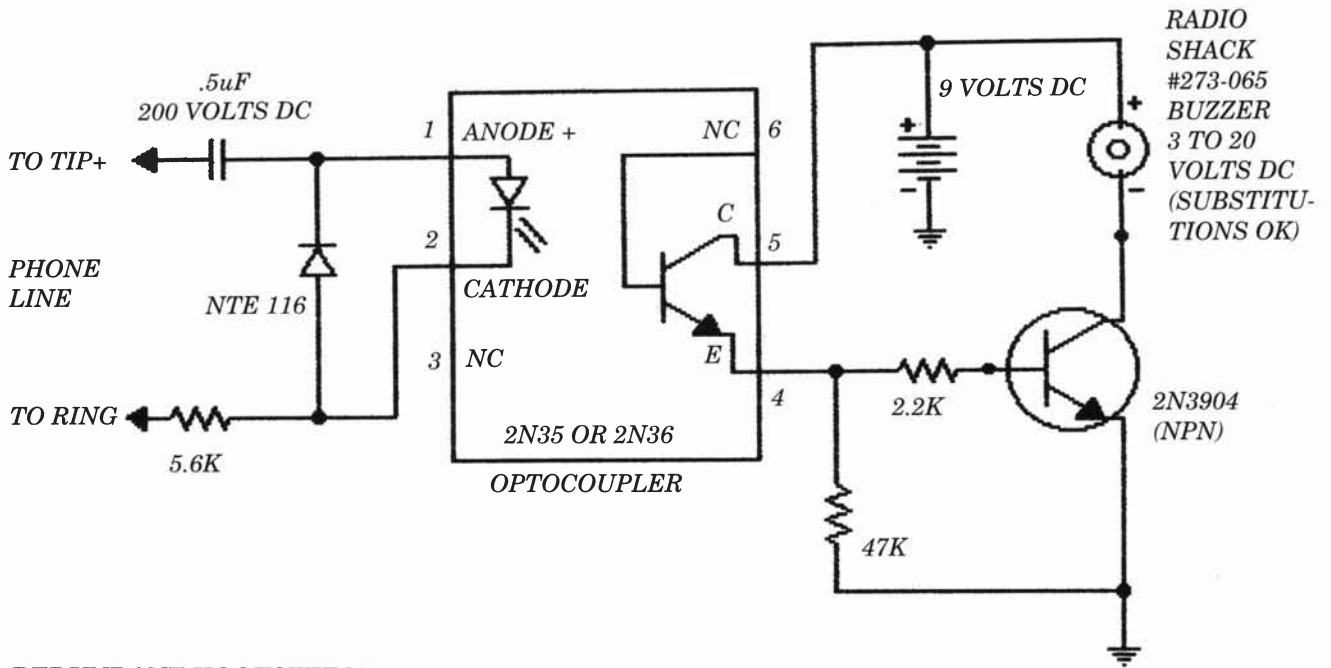 .5uF
200 VOLTS DC
TO TIP+
PHONE
LINE
NTE 116
TO RING
5.6K
1
ANODE +
2
CATHODE
3
NC
NC
6
C
5
E
4
2N35 OR 2N36
OPTOCOUPLER
9 VOLTS DC
+
-
2.2K
47K
RADIO
SHACK
#273-065
BUZZER
3 TO 20
VOLTS DC
(SUBSTITU-
TIONS OK)
+
-
2N3904
(NPN)